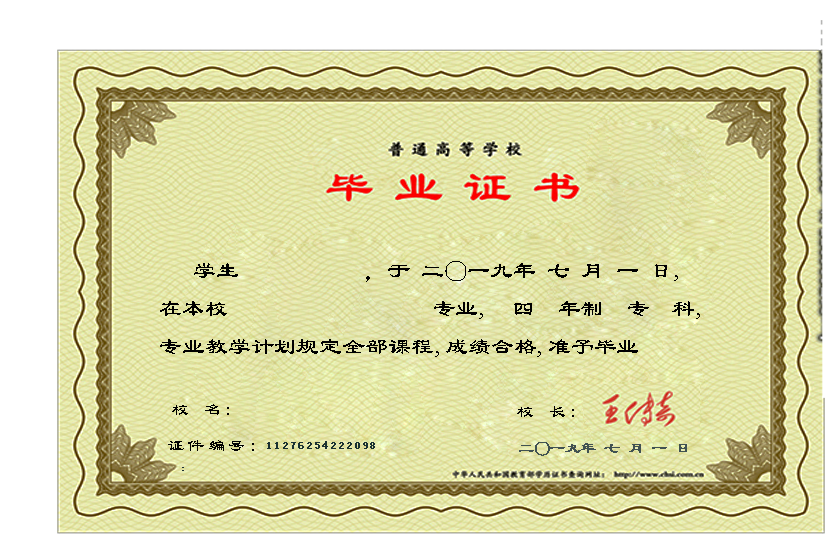 普通高等学校
毕业证书
学生 ，于 二〇一九年 七 月 一 日,
在本校 专业, 四 年制 专 科,
专业教学计划规定全部课程, 成绩合格, 准予毕业
校 名：
校 长：
证件编号：11276254222098
二〇一九年 七 月 一 日
：
中华人民共和国教育部学历证书查询网址： http://www.chsi.com.cn